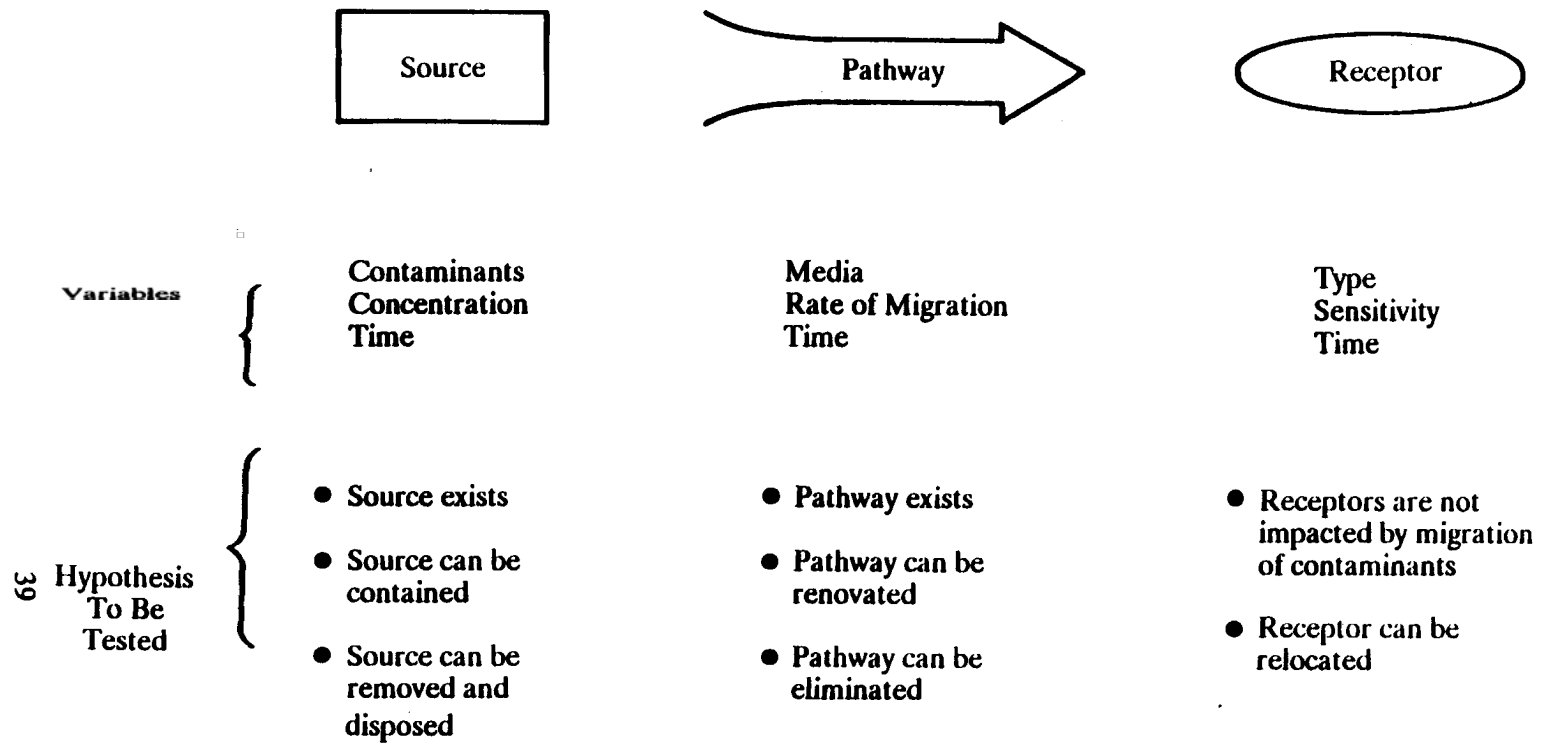 Source
Pathway
Receptor
Variables
Contaminants
Concentration
Time
Media
Rate of Migration
Time
Type
Sensitivity
Time
39
Hypothesis
To Be
Tested
● Source exists
● Source can be
contained
● Source can be
removed and
disposed
● Pathway exists
● Pathway can be
renovated
● Pathway can be
eliminated
● Receptors are not
impacted by migration
of contaminants
● Receptor can be
relocated